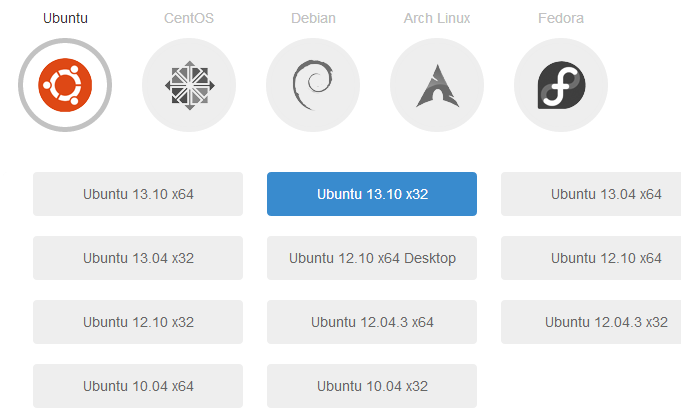 Ubuntu CentOS Debian Arch Linux Fedora
Ubuntu 13.10 x64 Ubuntu 13.10 x32 Ubuntu 13.04 x64
Ubuntu 13.04 x32 Ubuntu 12.10 x64 Desktop Ubuntu 12.10 x64
Ubuntu 12.10 x32 Ubuntu 12.04.3 x64 Ubuntu 12.04.3 x32
Ubuntu 10.04 x64 Ubuntu 10.04 x32